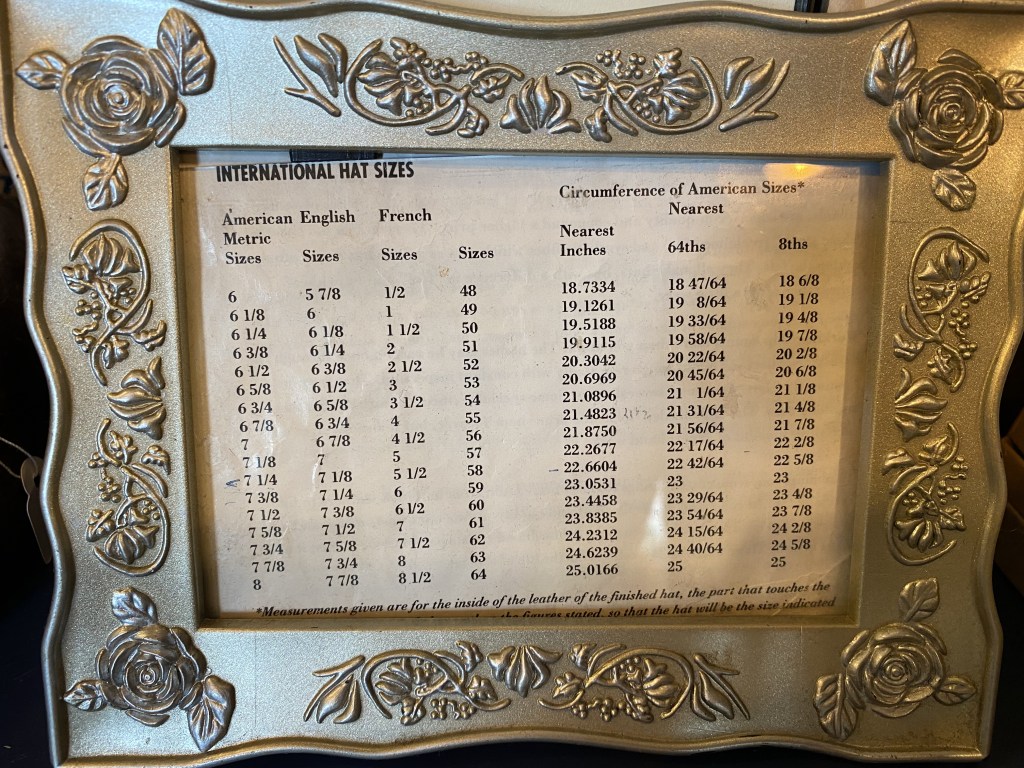 INTERNATIONAL HAT SIZES
Circumference of American Sizes*
American English French Nearest
Metric Nearest
Sizes Sizes Sizes Sizes Inches 64ths 8ths
6 5 7/8 1/2 48 18.7334 18 47/64 18 6/8
6 1/8 6 1 49 19.1261 19 8/64 19 1/8
6 1/4 6 1/8 1 1/2 50 19.5188 19 33/64 19 4/8
6 3/8 6 1/4 2 51 19.9115 19 58/64 19 7/8
6 1/2 6 3/8 2 1/2 52 20.3042 20 22/64 20 2/8
6 5/8 6 1/2 3 53 20.6969 20 45/64 20 6/8
6 3/4 6 5/8 3 1/2 54 21.0896 21 1/64 21 1/8
6 7/8 6 3/4 4 55 21.4823 21 31/64 21 4/8
7 6 7/8 4 1/2 56 21.8750 21 56/64 21 7/8
7 1/8 7 5 57 22.2677 22 17/64 22 2/8
7 1/4 7 1/8 5 1/2 58 22.6604 22 42/64 22 5/8
7 3/8 7 1/4 6 59 23.0531 23 23
7 1/2 7 3/8 6 1/2 60 23.4458 23 29/64 23 4/8
7 5/8 7 1/2 7 61 23.8385 23 54/64 23 7/8
7 3/4 7 5/8 7 1/2 62 24.2312 24 15/64 24 2/8
7 7/8 7 3/4 8 63 24.6239 24 40/64 24 5/8
8 7 7/8 8 1/2 64 25.0166 25 25
*Measurements given are for the inside of the leather of the finished hat, the part that touches the
the figures stated, so that the hat will be the size indicated